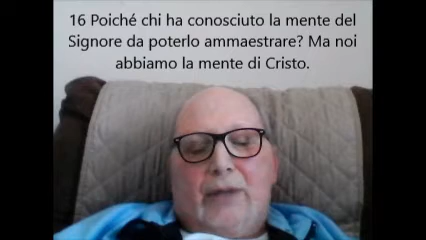 16 Poiché chi ha conosciuto la mente del
Signore da poterlo ammaestrare? Ma noi
abbiamo la mente di Cristo.